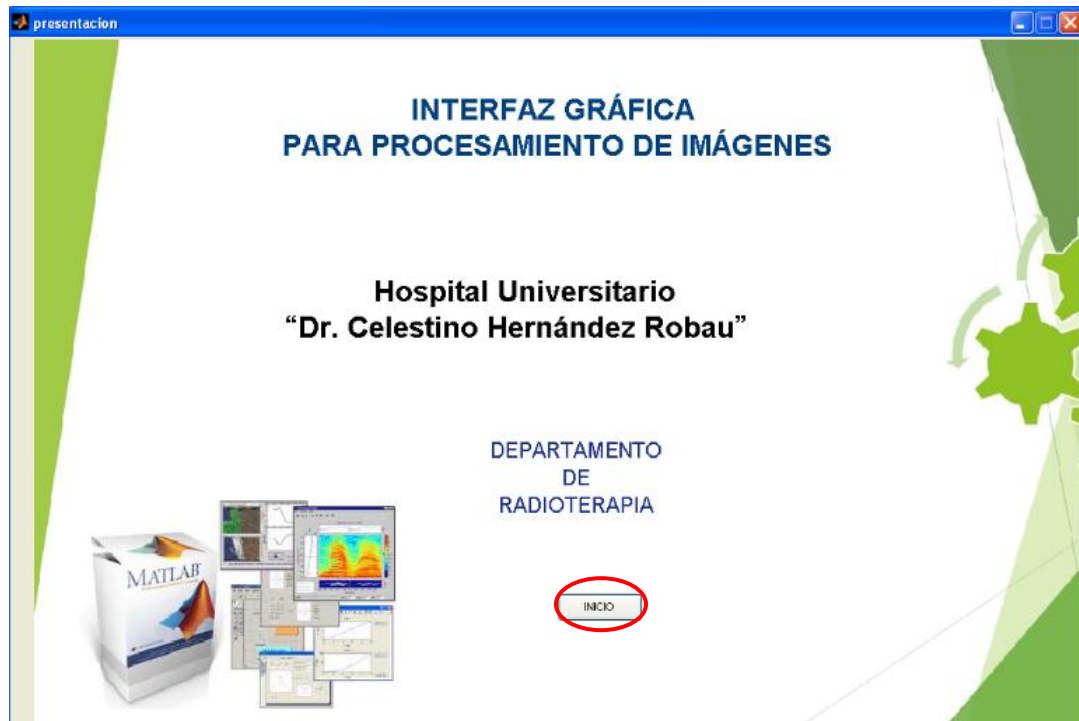 presentacion
INTERFAZ GRÁFICA
PARA PROCESAMIENTO DE IMÁGENES
Hospital Universitario
“Dr. Celestino Hernández Robau”
DEPARTAMENTO
DE
RADIOTERAPIA
MATLAB
INICIO